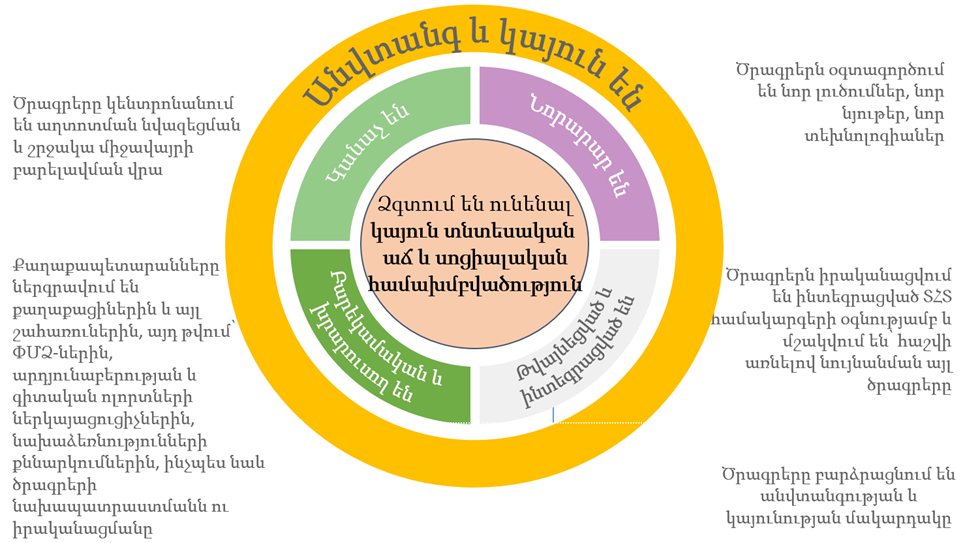 Անվտանգ և կայուն են
Ծրագրերը կենտրոնանում
են աղտոտման նվազեցման
և շրջակա միջավայրի
բարելավման վրա
Կանաչ են
Նորարար են
Ծրագրերն օգտագործում
են նոր լուծումներ, նոր
նյութեր, նոր
տեխնոլոգիաներ
Ձգտում են ունենալ
կայուն տնտեսական
աճ և սոցիալական
համախմբվածություն
Քաղաքապետարանները
ներգրավում են
քաղաքացիներին և այլ
շահառուներին, այդ թվում՝
ՓՄՁ-ներին,
արդյունաբերության և
գիտական ոլորտների
ներկայացուցիչներին,
նախաձեռնությունների
քննարկումներին, ինչպես նաև
ծրագրերի
նախապատրաստմանն ու
իրականացմանը
Բարեկամական և
խրախուսող են
Թվայնեցված և
ինտեգրացված են
Ծրագրերն իրականացվում
են ինտեգրացված ՏՀՏ
համակարգերի օգնությամբ և
մշակվում են՝ հաշվի
առնելով նույնանման այլ
ծրագրերը
Ծրագրերը բարձրացնում են
անվտանգության և
կայունության մակարդակը